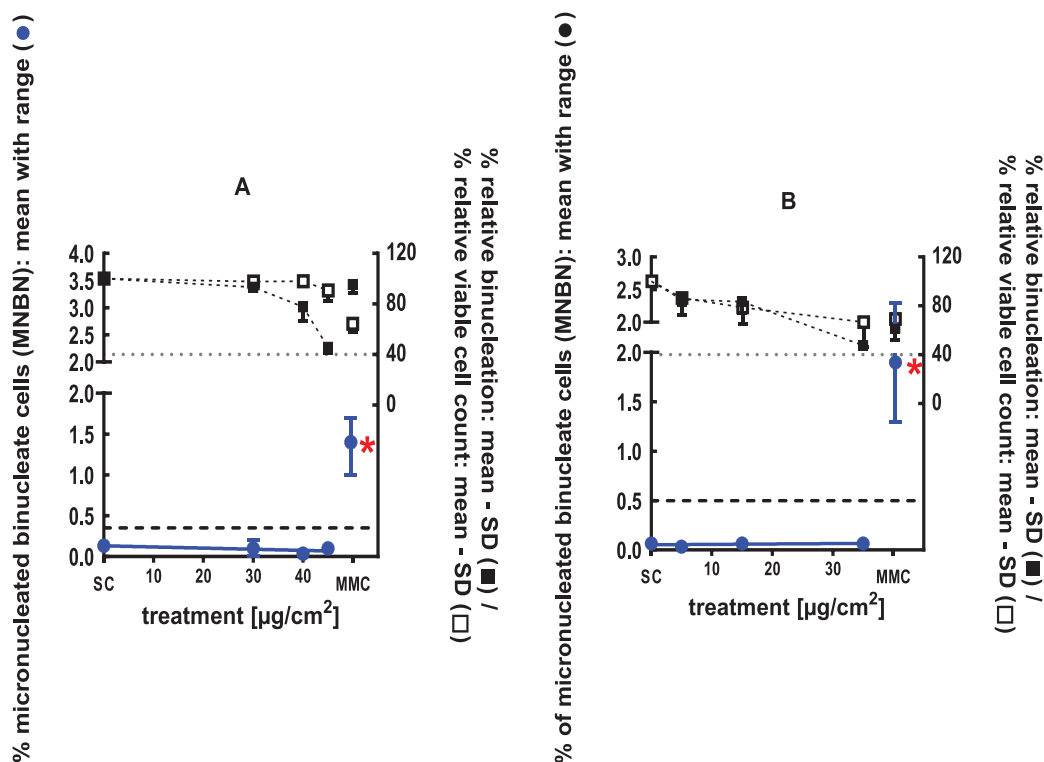 % micronucleated binucleate cells (MNBN): mean with range (●)
A
4.0
3.5
3.0
2.5
2.0
2.0
1.5
1.0
0.5
0.0
120
80
40
0
*
SC
10
20
30
40
MMC
treatment [µg/cm²]
% relative binucleation: mean - SD (■) /
% relative viable cell count: mean - SD (□)
% of micronucleated binucleate cells (MNBN): mean with range (●)
B
3.0
2.5
2.0
2.0
1.5
1.0
0.5
0.0
120
80
40
0
*
SC
10
20
30
MMC
treatment [µg/cm²]
% relative binucleation: mean - SD (■) /
% relative viable cell count: mean - SD (□)